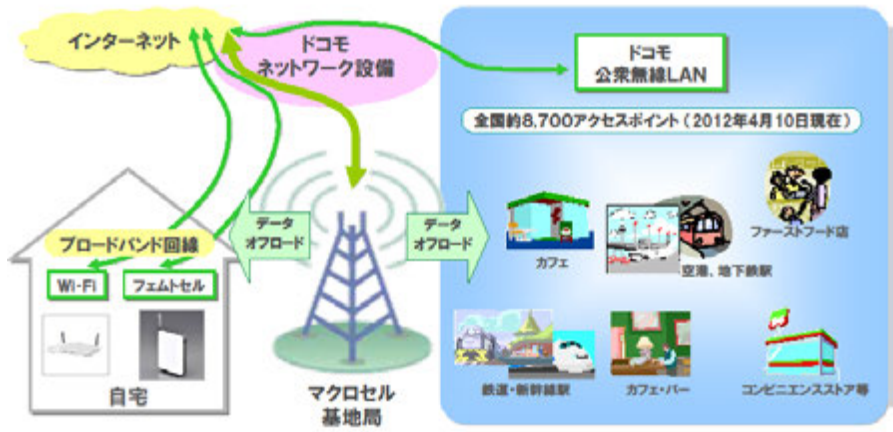 インターネット
ドコモ
ネットワーク設備
ドコモ
公衆無線LAN
全国約8,700アクセスポイント（2012年4月10日現在）
データ
オフロード
データ
オフロード
ブロードバンド回線
Wi-Fi
フェムトセル
自宅
マクロセル
基地局
カフェ
空港、地下鉄駅
ファーストフード店
鉄道・新幹線駅
カフェ・バー
コンビニエンスストア等